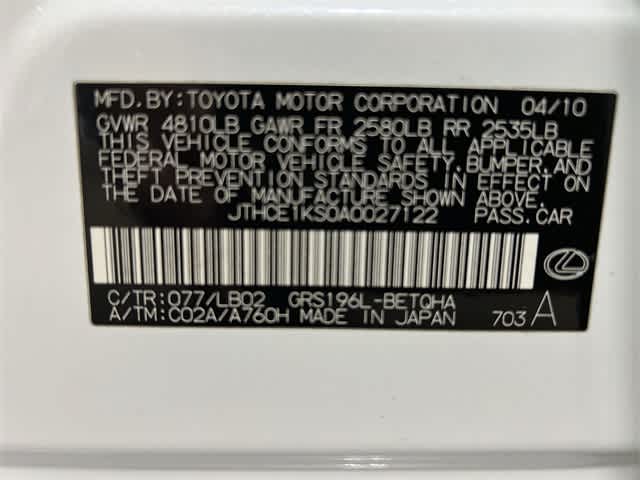 MFD. BY: TOYOTA MOTOR CORPORATION 04/10
GVWR 4810LB GAWR FR 2580LB RR 2535LB
THIS VEHICLE CONFORMS TO ALL APPLICABLE
FEDERAL MOTOR VEHICLE SAFETY, BUMPER, AND
THEFT PREVENTION STANDARDS IN EFFECT ON
THE DATE OF MANUFACTURE SHOWN ABOVE.
JTHCE1KS0A0027122 PASS.CAR
C/TR: 077/LB02 GRS196L-BETQHA
A/TM: C02A/A760H MADE IN JAPAN 703 A